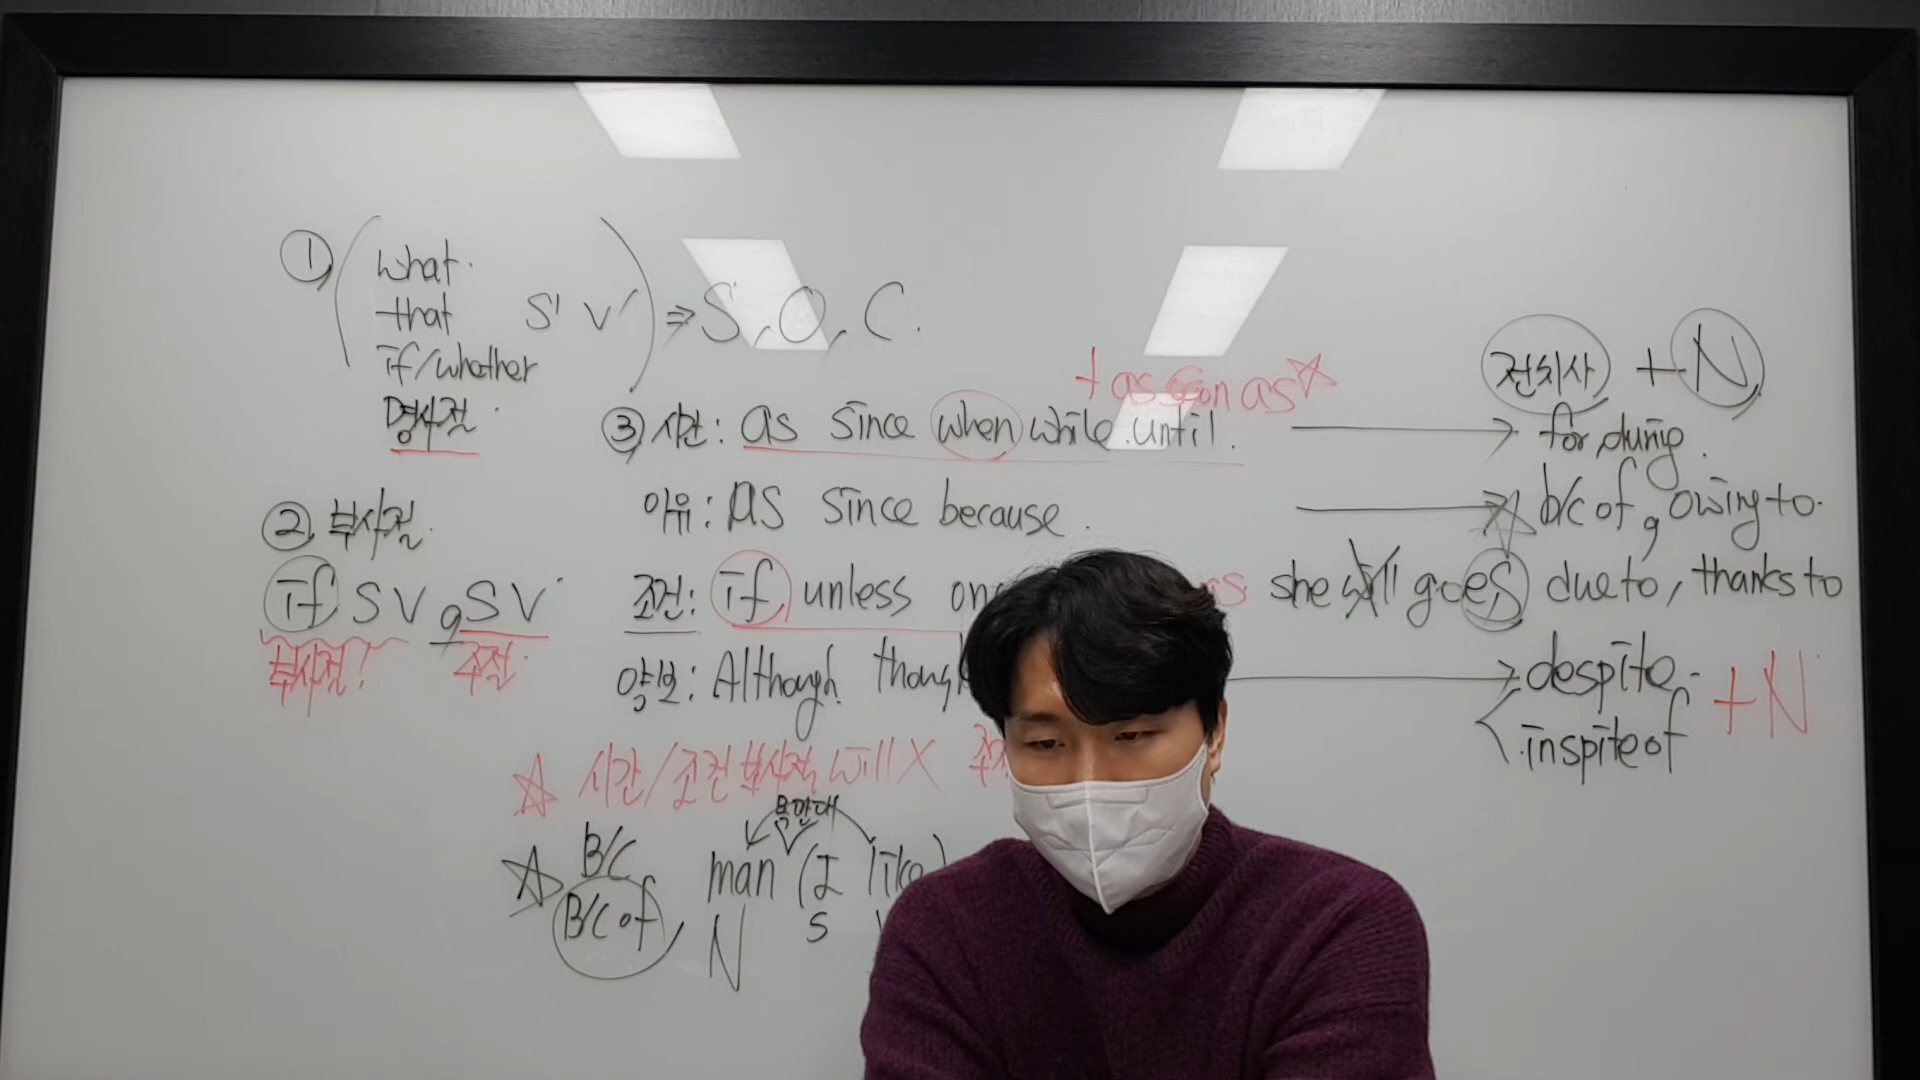 ① what
that S' V' ⇒ S, O, C.
if/whether
명사절
② 부사절
if S V, S V
부사절! 주절
+ as soon as ☆
③ 시간: as since when while until.
이유: AS since because.
조건: if unless she will goes
양보: Although
☆ 시간/조건 부사절 will X
목만대
☆ B/C man (I like)
B/C of, N S
전치사 + N
for, during.
☆ b/c of, owing to.
due to, thanks to
despite.
in spite of
+ N